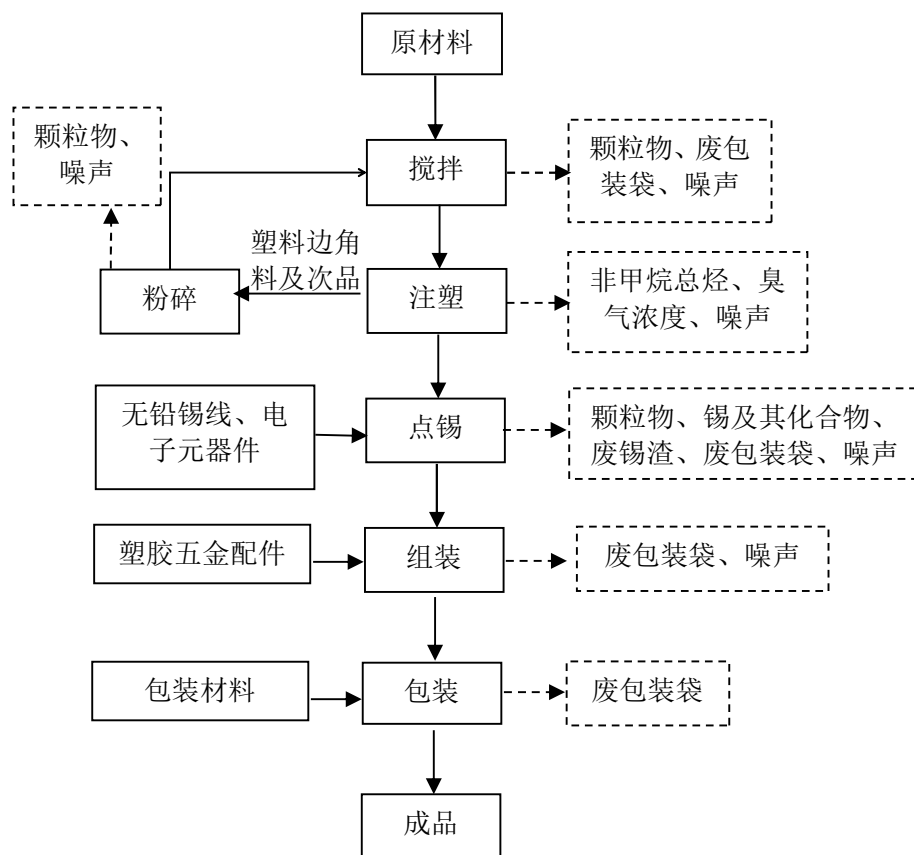 原材料
颗粒物、
噪声
搅拌
颗粒物、废包
装袋、噪声
塑料边角
料及次品
粉碎
注塑
非甲烷总烃、臭
气浓度、噪声
无铅锡线、电
子元器件
点锡
颗粒物、锡及其化合物、
废锡渣、废包装袋、噪声
塑胶五金配件
组装
废包装袋、噪声
包装材料
包装
废包装袋
成品